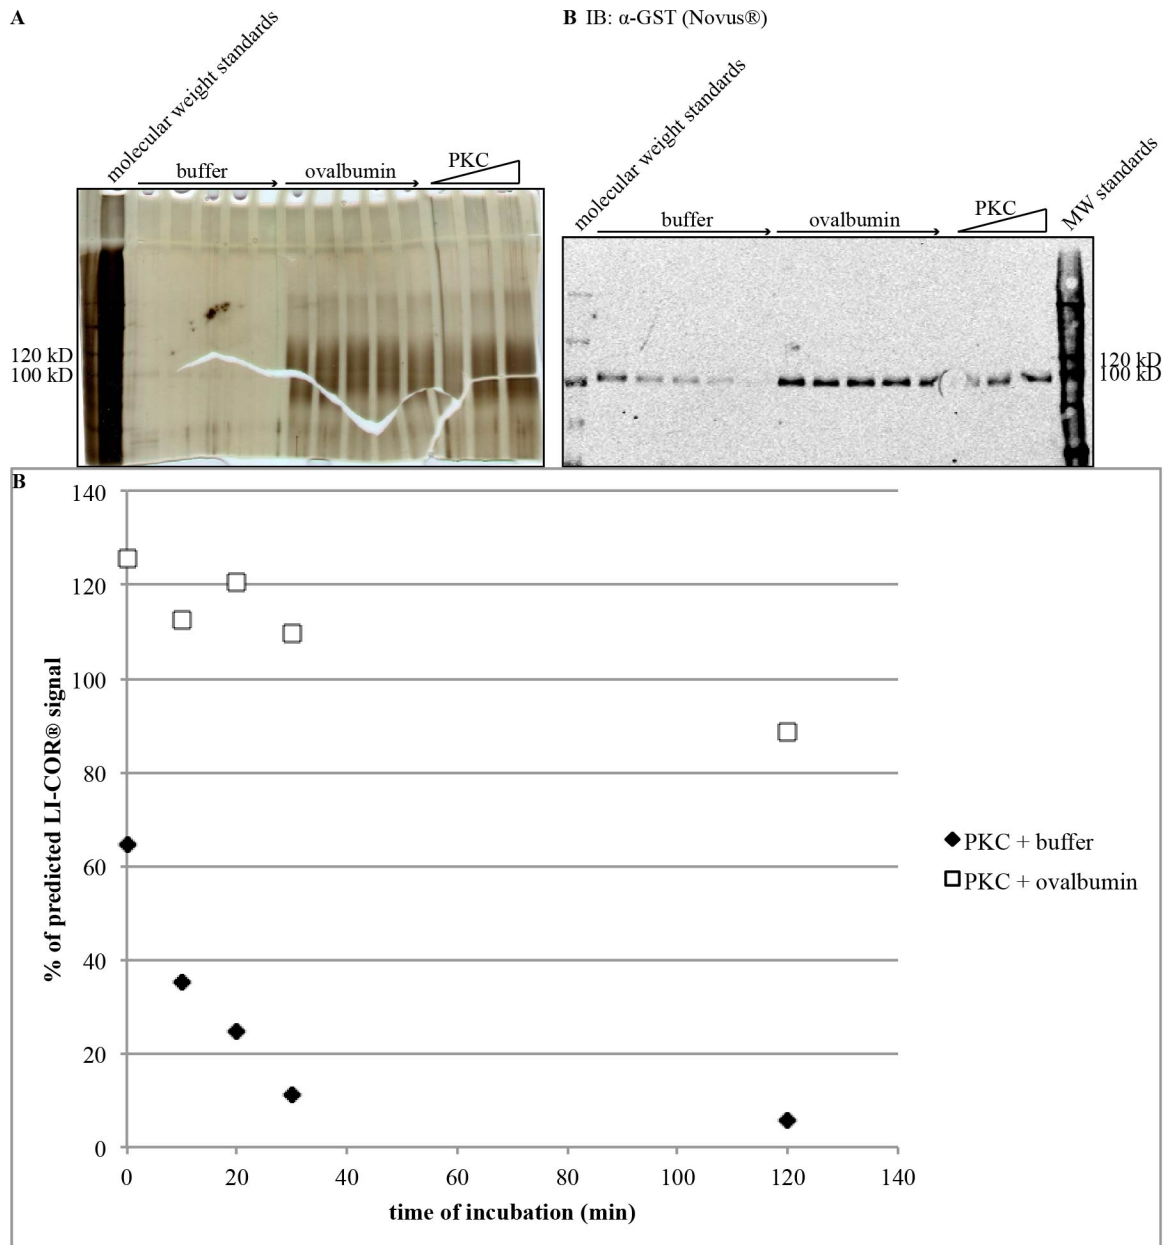 A
B IB: α-GST (Novus®)
molecular weight standards
buffer
ovalbumin
PKC
120 kD
100 kD
molecular weight standards
buffer
ovalbumin
PKC
MW standards
120 kD
100 kD
B
140
120
100
80
60
40
20
0
% of predicted LI-COR® signal
0 20 40 60 80 100 120 140
time of incubation (min)
PKC + buffer
PKC + ovalbumin